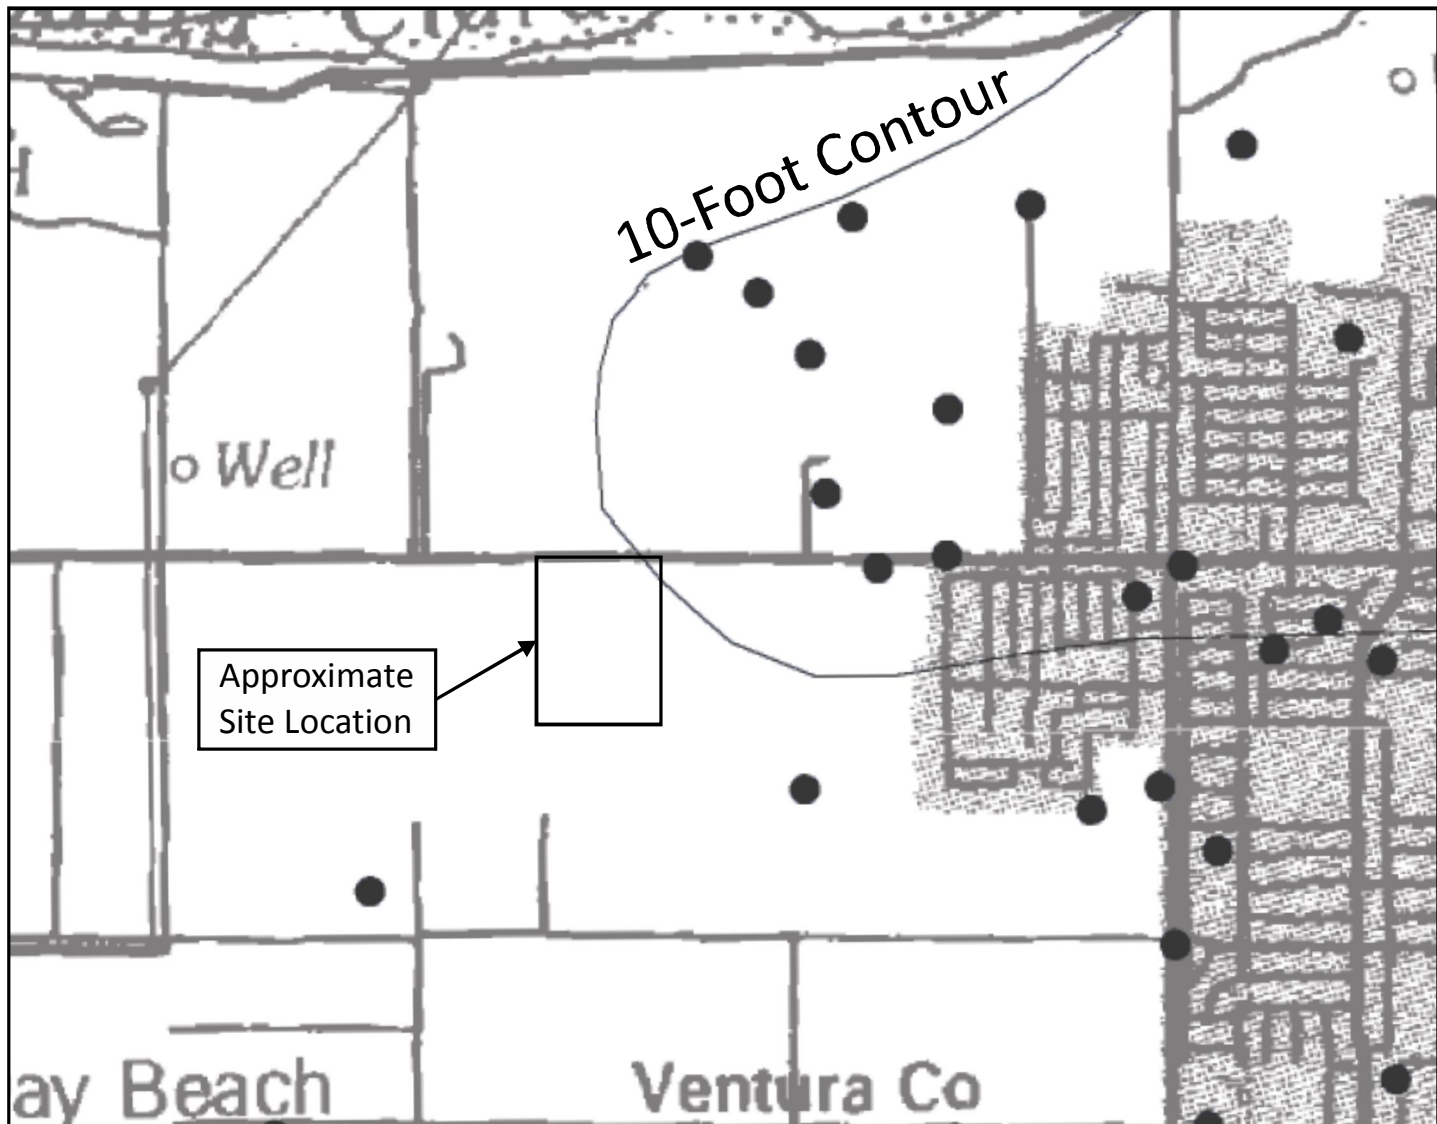 10-Foot Contour
Well
Approximate
Site Location
ay Beach
Ventura Co